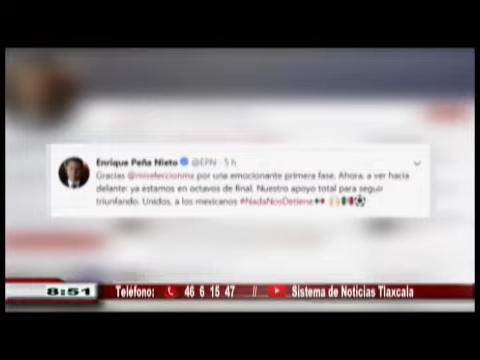 Enrique Peña Nieto @EPN · 5 h
Gracias @miseleccionmx por una emocionante primera fase. Ahora, a ver hacia
delante: ya estamos en octavos de final. Nuestro apoyo total para seguir
triunfando. Unidos, a los mexicanos #NadaNosDetiene
8:51 Teléfono: 46 6 15 47 // Sistema de Noticias Tlaxcala